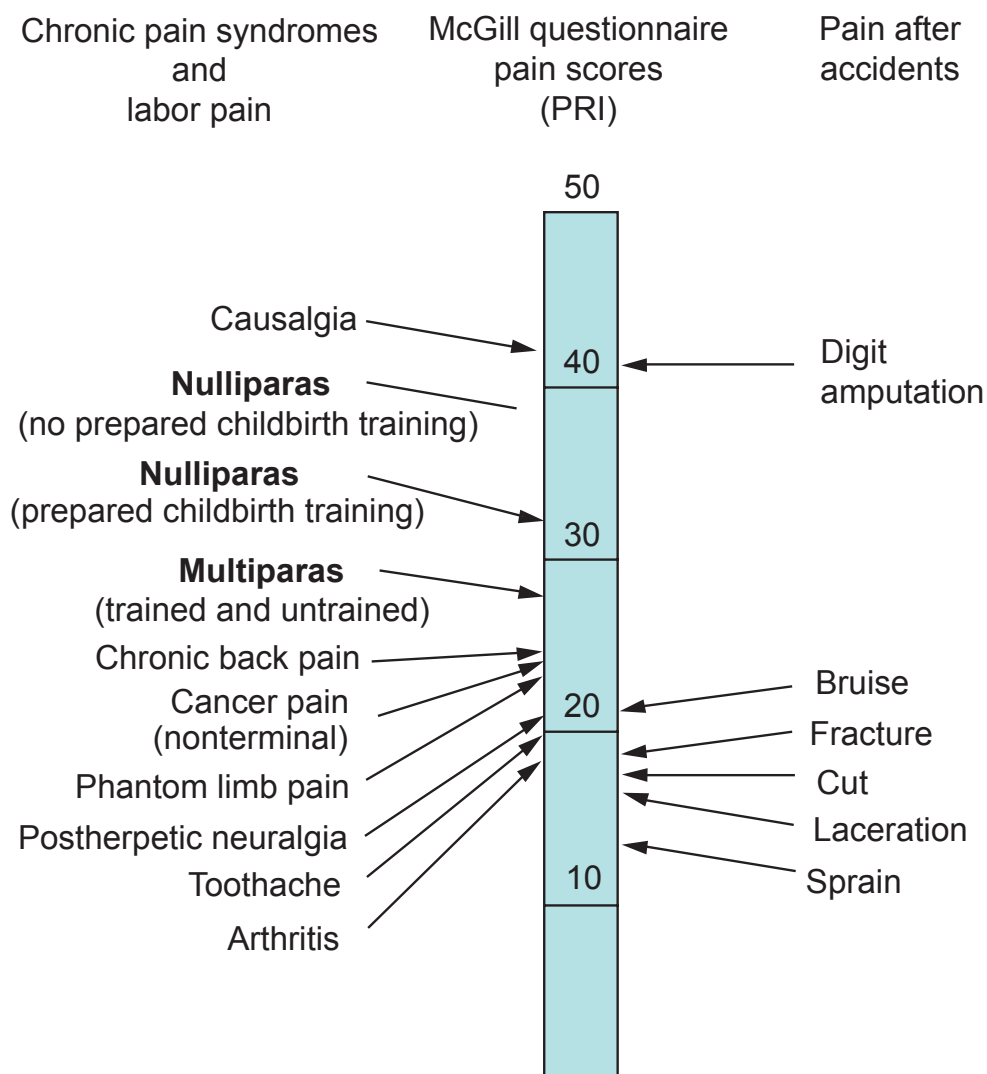 Chronic pain syndromes
and
labor pain
McGill questionnaire
pain scores
(PRI)
Pain after
accidents
50
Causalgia
40
Digit
amputation
Nulliparas
(no prepared childbirth training)
Nulliparas
(prepared childbirth training)
30
Multiparas
(trained and untrained)
Chronic back pain
Cancer pain
(nonterminal)
Phantom limb pain
Postherpetic neuralgia
Toothache
Arthritis
20
Bruise
Fracture
Cut
Laceration
Sprain
10